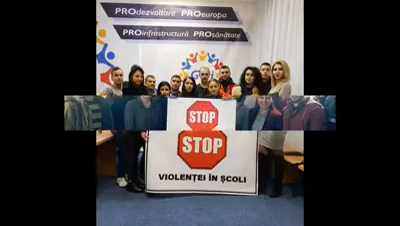 PROdezvoltare PROeuropa
PROinfrastructură PROsănătate
STOP
STOP
VIOLENȚEI ÎN ȘCOLI